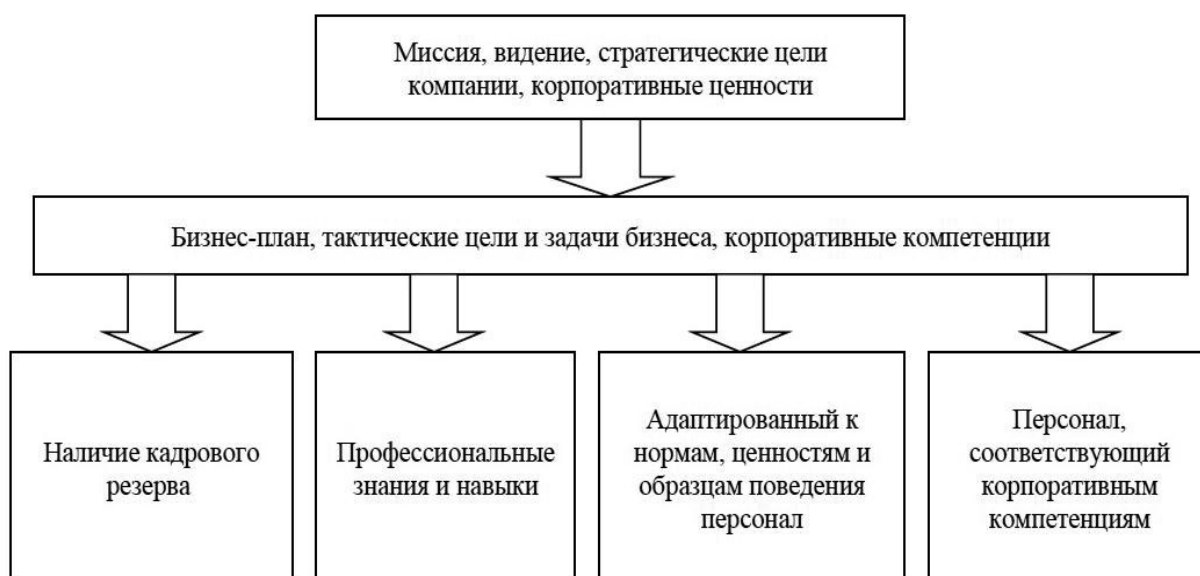 Миссия, видение, стратегические цели
компании, корпоративные ценности
Бизнес-план, тактические цели и задачи бизнеса, корпоративные компетенции
Наличие кадрового
резерва
Профессиональные
знания и навыки
Адаптированный к
нормам, ценностям и
образцам поведения
персонал
Персонал,
соответствующий
корпоративным
компетенциям